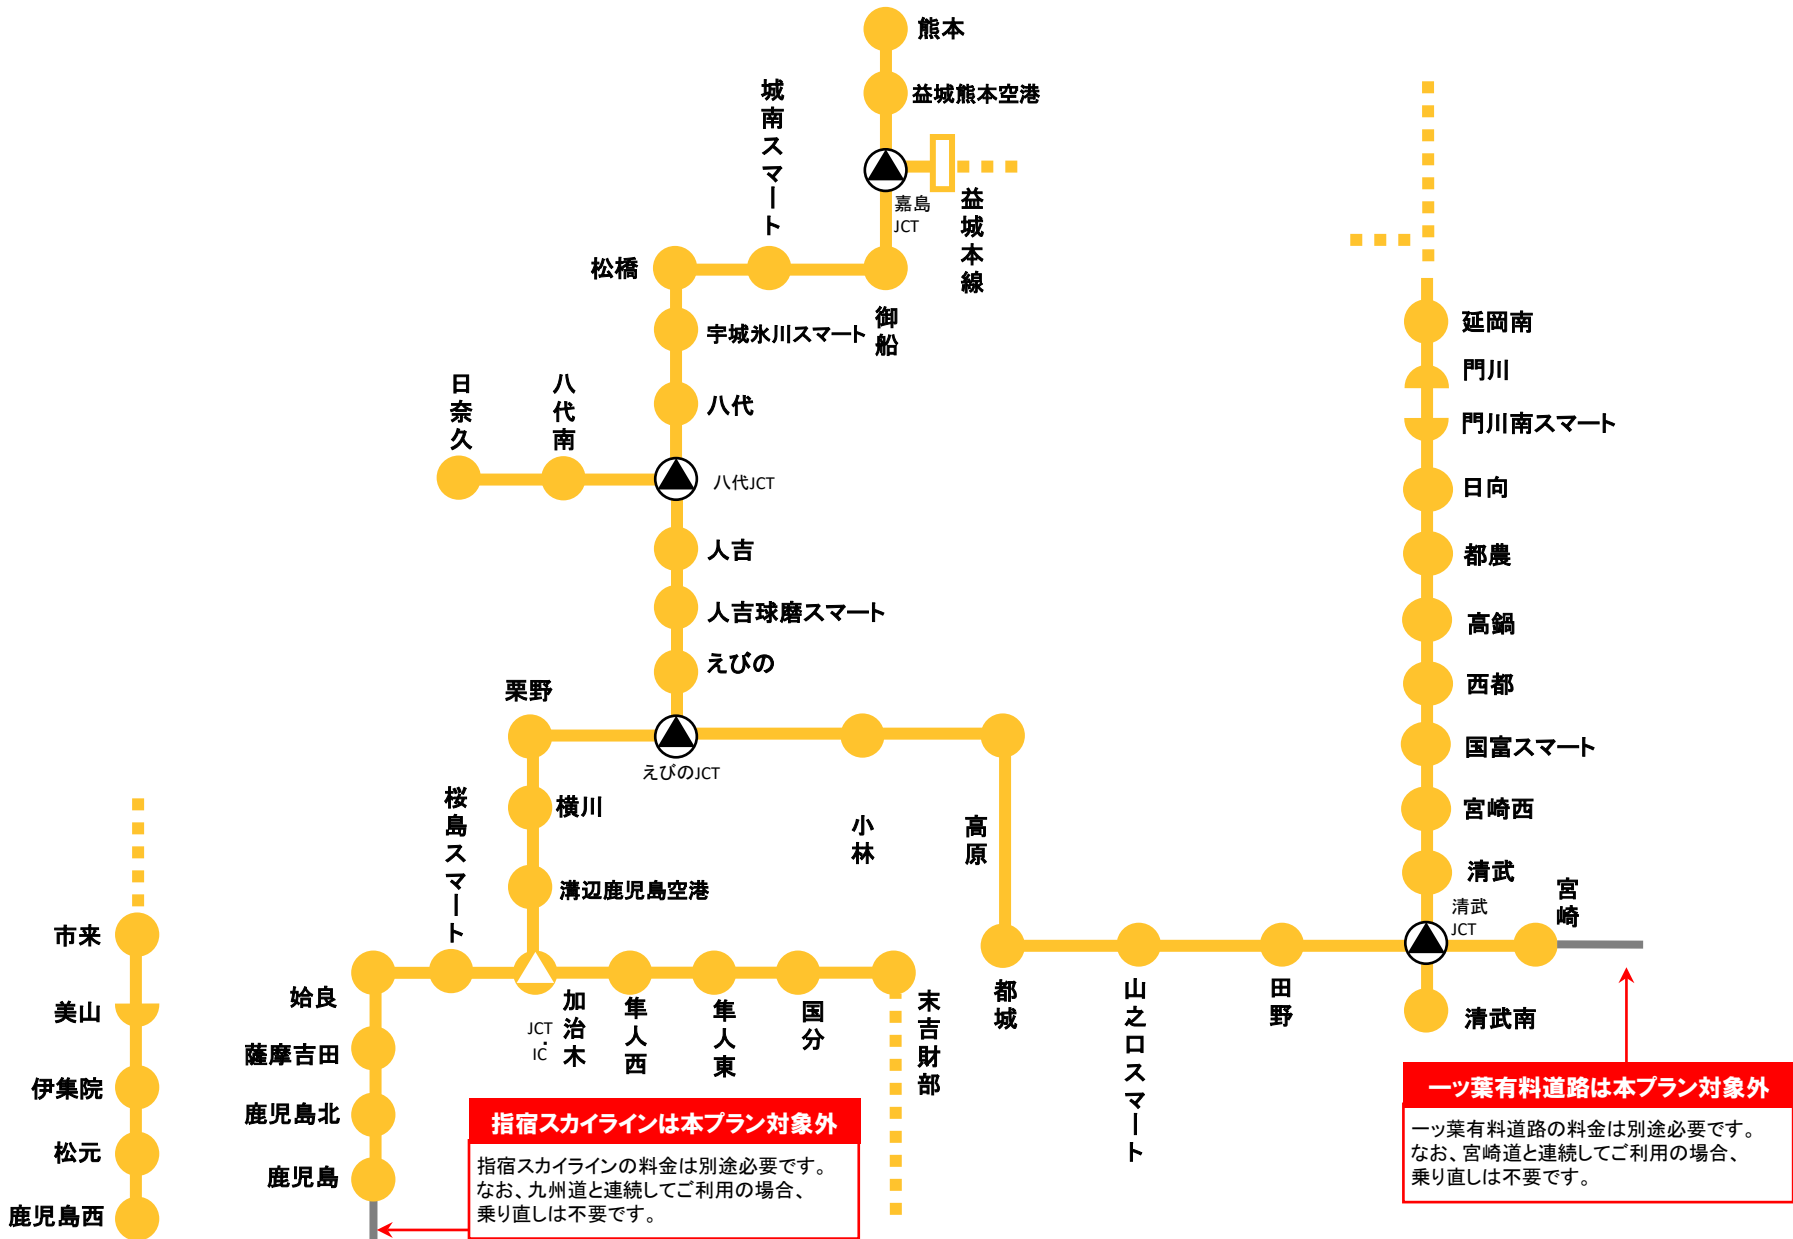 熊本
益城熊本空港
城南スマート
嘉島
JCT
益城本線
松橋
御船
宇城氷川スマート
八代
日奈久
八代南
八代JCT
人吉
人吉球磨スマート
えびの
栗野
えびのJCT
横川
小林
高原
桜島スマート
溝辺鹿児島空港
市来
美山
伊集院
松元
鹿児島西
姶良
薩摩吉田
鹿児島北
鹿児島
JCT
・
IC
加治木
隼人西
隼人東
国分
末吉財部
都城
山之口スマート
田野
延岡南
門川
門川南スマート
日向
都農
高鍋
西都
国富スマート
宮崎西
清武
清武
JCT
宮崎
清武南
指宿スカイラインは本プラン対象外
指宿スカイラインの料金は別途必要です。
なお、九州道と連続してご利用の場合、
乗り直しは不要です。
一ッ葉有料道路は本プラン対象外
一ッ葉有料道路の料金は別途必要です。
なお、宮崎道と連続してご利用の場合、
乗り直しは不要です。